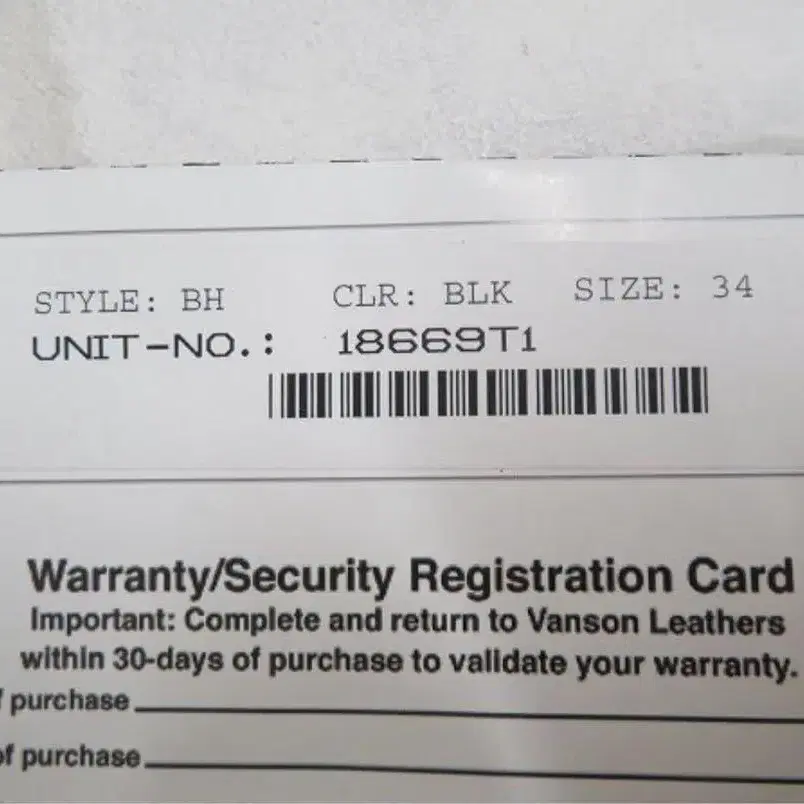 STYLE: BH CLR: BLK SIZE: 34
UNIT-NO.: 18669T1
Warranty/Security Registration Card
Important: Complete and return to Vanson Leathers
within 30-days of purchase to validate your warranty.
purchase
of purchase